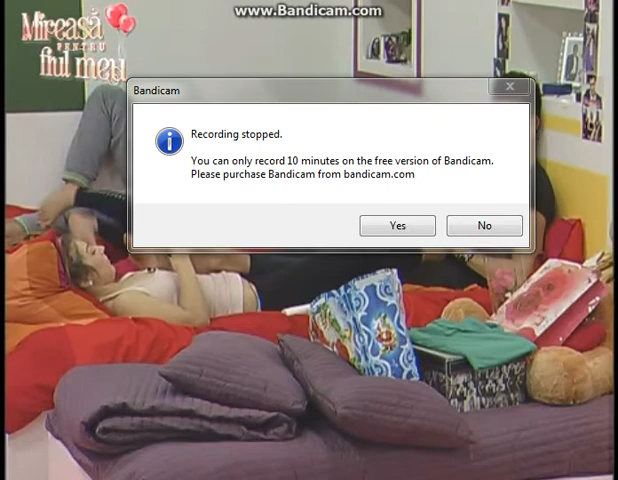 www.Bandicam.com
Mireasă
PENTRU
fiul meu
Bandicam
Recording stopped.
You can only record 10 minutes on the free version of Bandicam.
Please purchase Bandicam from bandicam.com
Yes
No